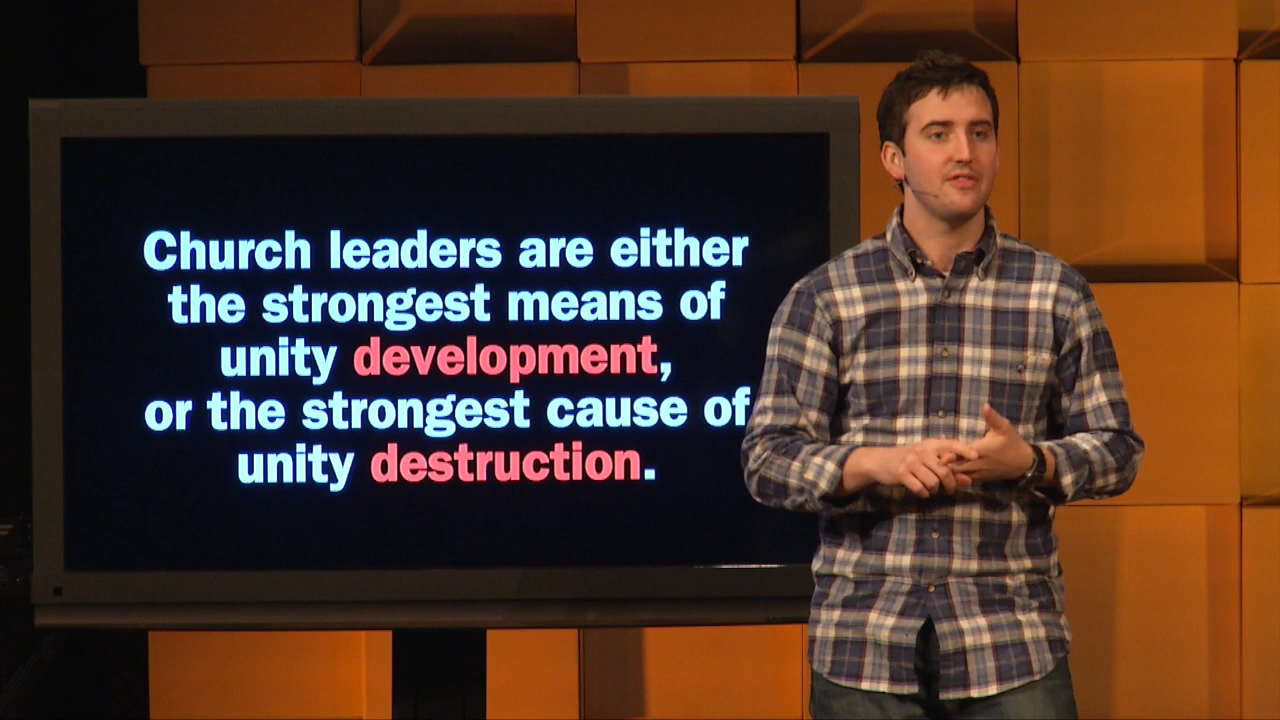 Church leaders are either
the strongest means of
unity development,
or the strongest cause of
unity destruction.